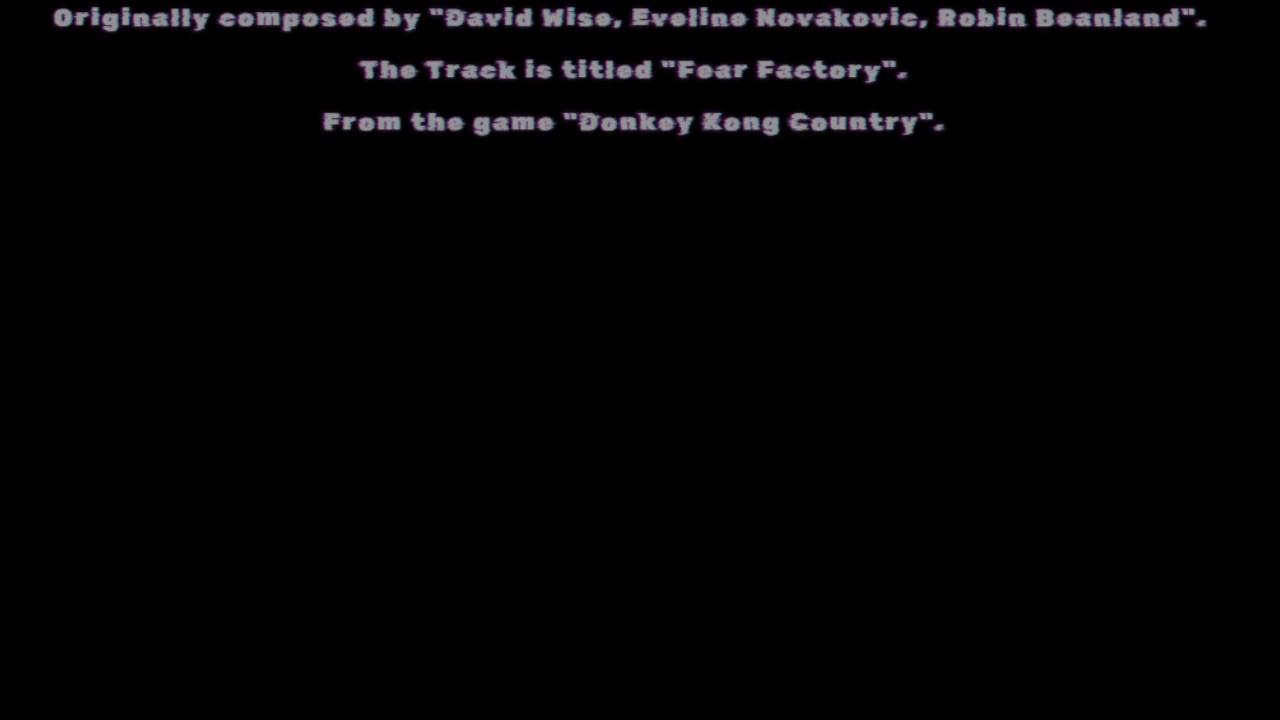 Originally composed by "David Wise, Eveline Novakovic, Robin Beanland".
The Track is titled "Fear Factory".
From the game "Donkey Kong Country".